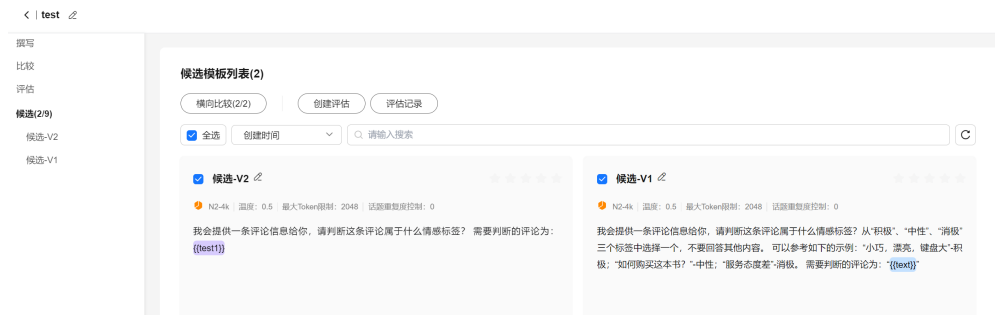 test
撰写
比较
评估
候选(2/9)
候选-V2
候选-V1
候选模板列表(2)
横向比较(2/2) 创建评估 评估记录
全选 创建时间 请输入搜索
候选-V2
N2-4k 温度：0.5 最大Token限制：2048 话题重复度控制：0
我会提供一条评论信息给你，请判断这条评论属于什么情感标签？ 需要判断的评论为：
{{test1}}
候选-V1
N2-4k 温度：0.5 最大Token限制：2048 话题重复度控制：0
我会提供一条评论信息给你，请判断这条评论属于什么情感标签？从“积极”、“中性”、“消极”
三个标签中选择一个，不要回答其他内容。 可以参考如下的示例：“小巧，漂亮，键盘大”-积
极；“如何购买这本书？”-中性；“服务态度差”-消极。 需要判断的评论为：“{{text}}”